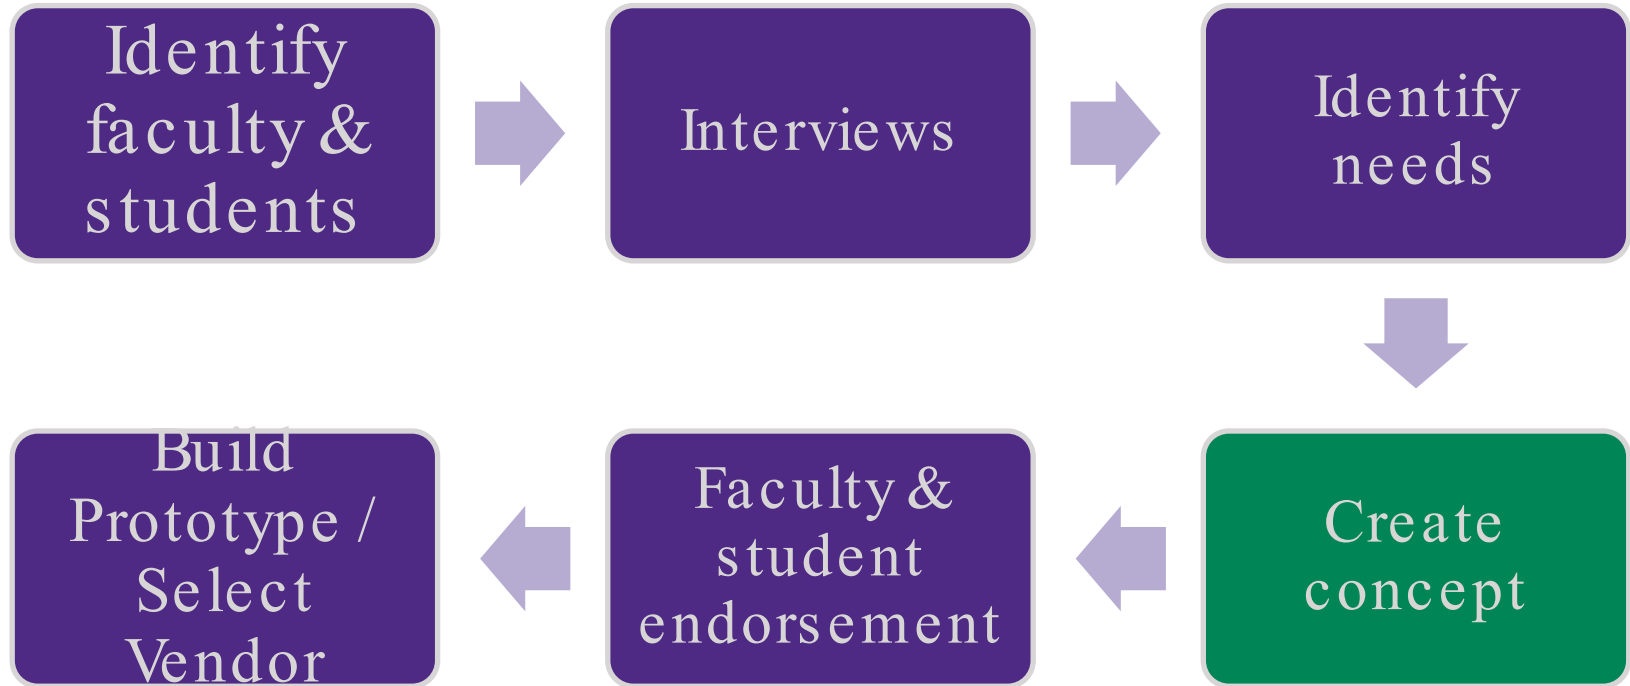 Identify
faculty &
students
Interviews
Identify
needs
Create
concept
Faculty &
student
endorsement
Build
Prototype /
Select
Vendor